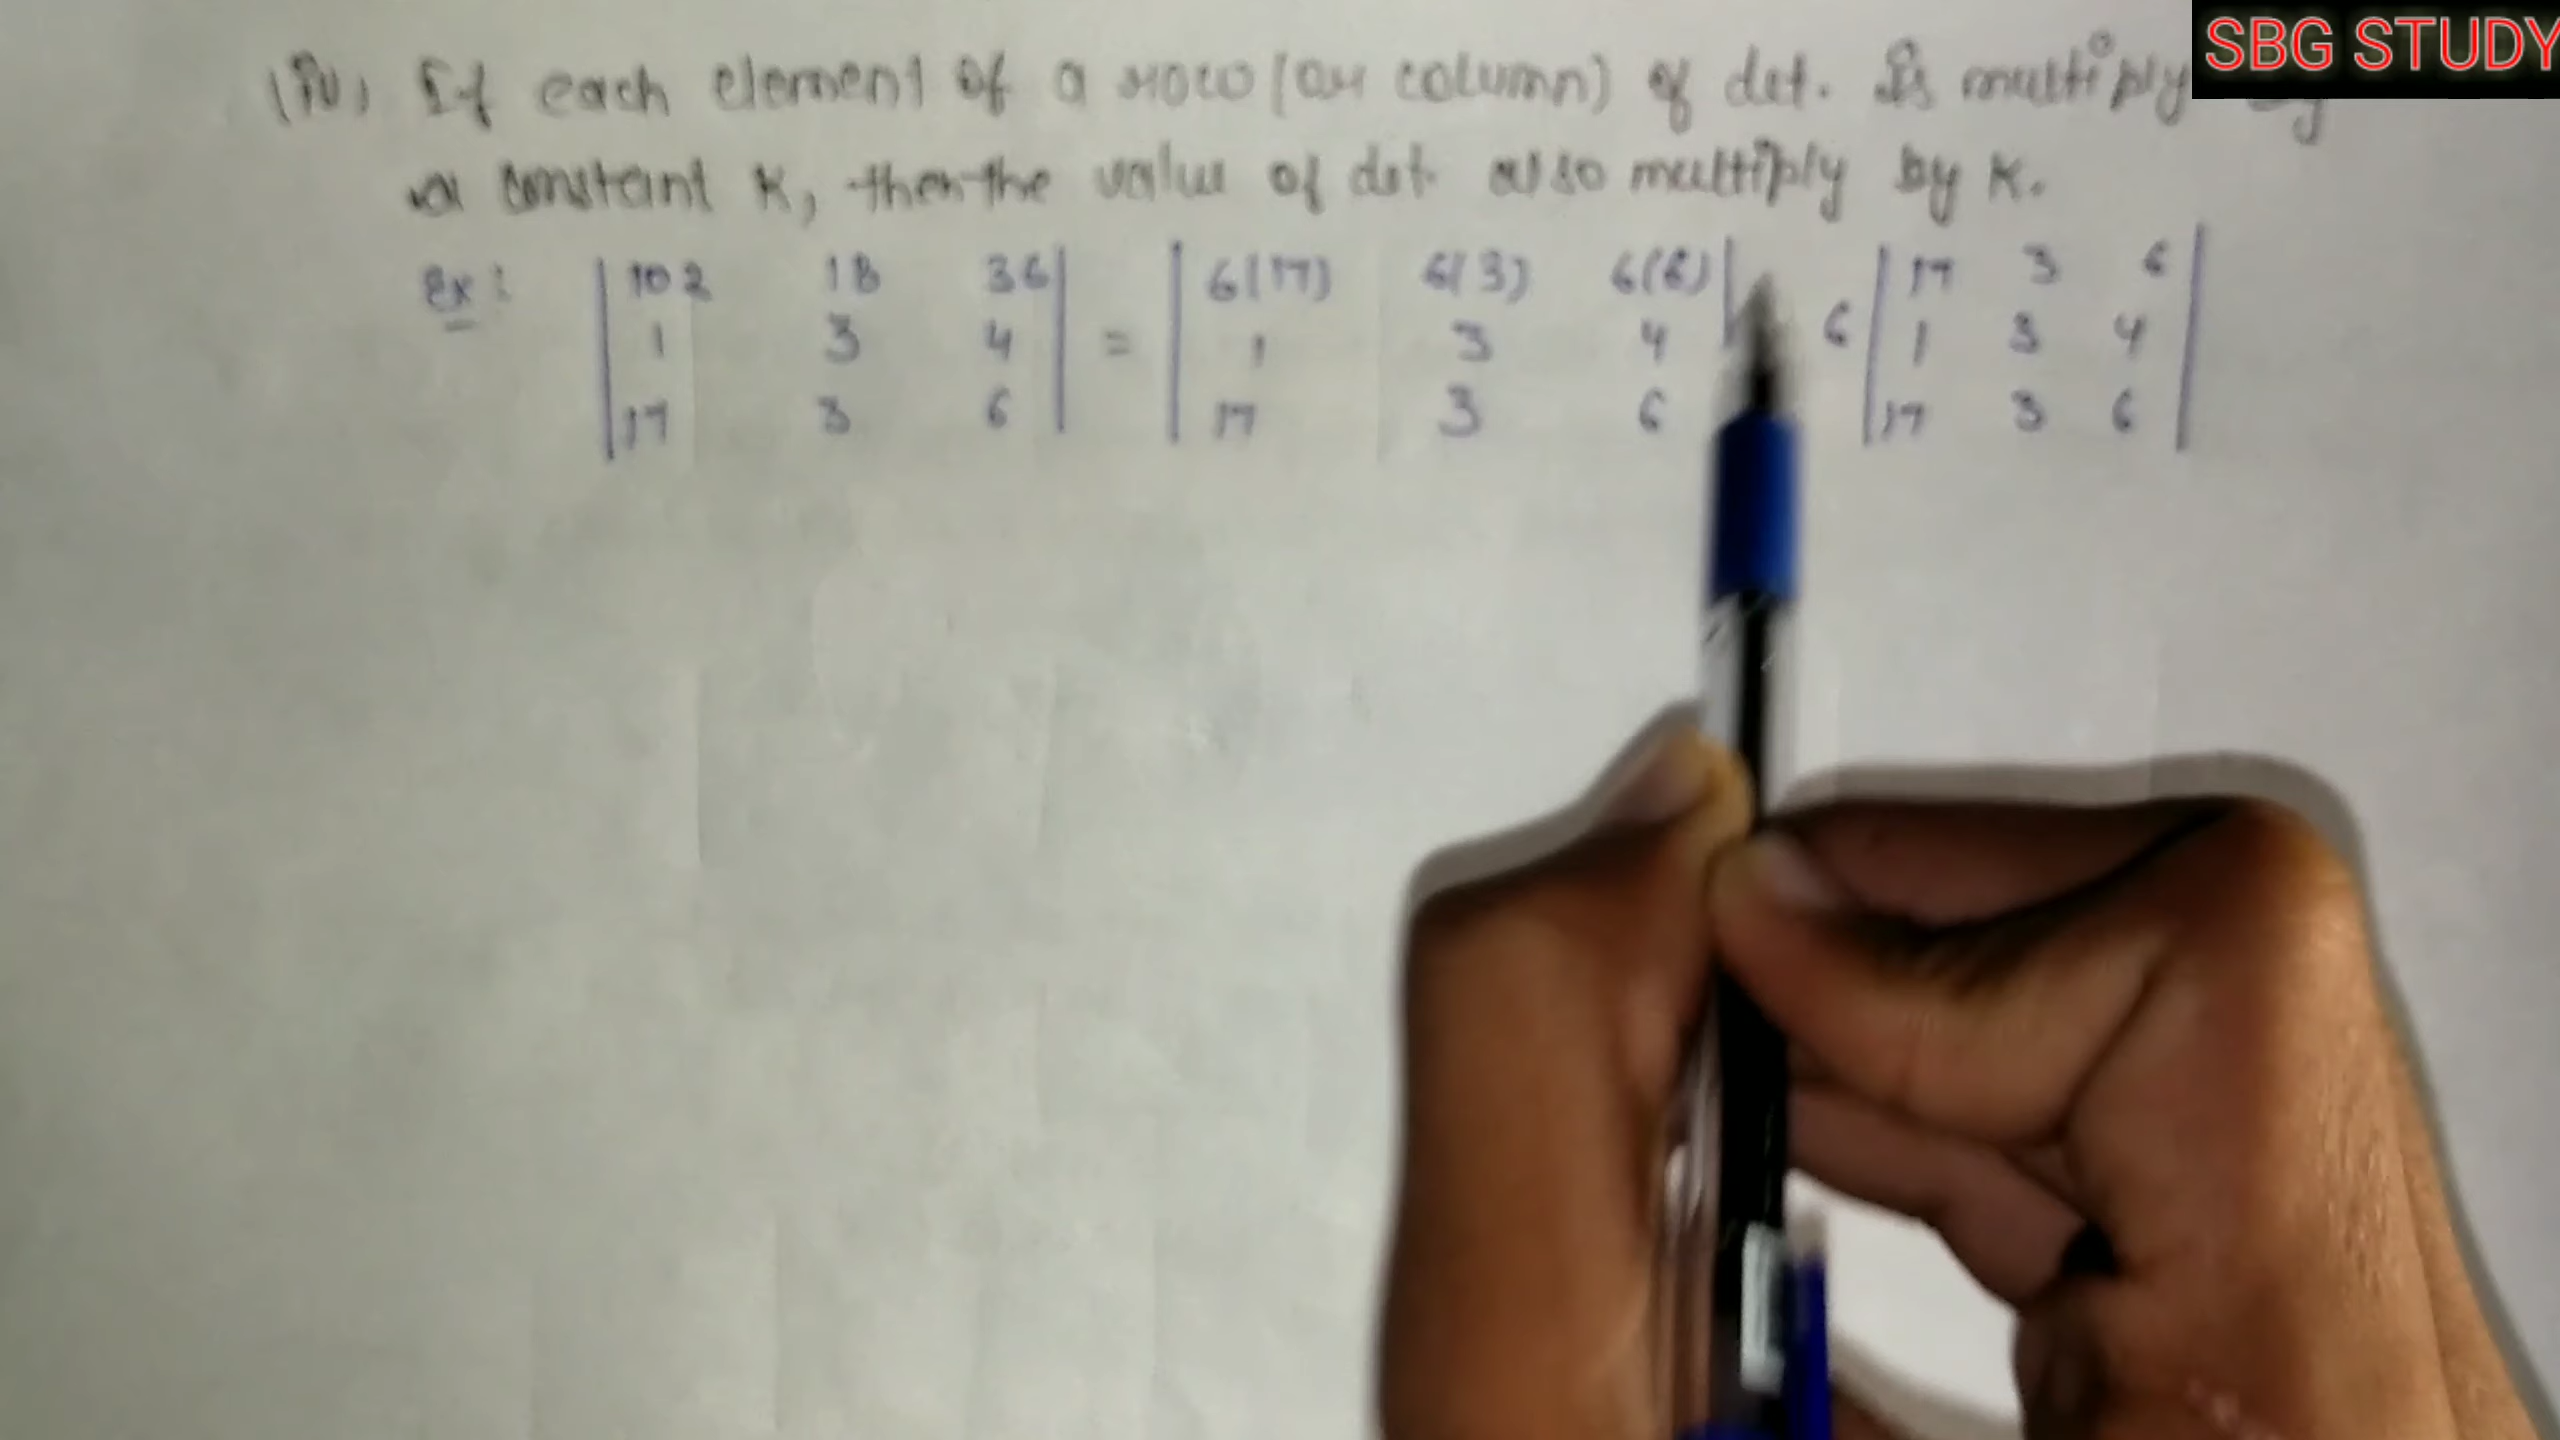 SBG STUDY
(iv) If each element of a row (or column) of det. is multiply
a constant K, then the value of det. also multiply by K.
ex: | 102 18 36 | | 6(17) 6(3) 6(6) | | 17 3 6 |
| 1 3 4 | = | 1 3 4 6 | 1 3 4 |
| 17 3 6 | | 17 3 6 | 17 3 6 |